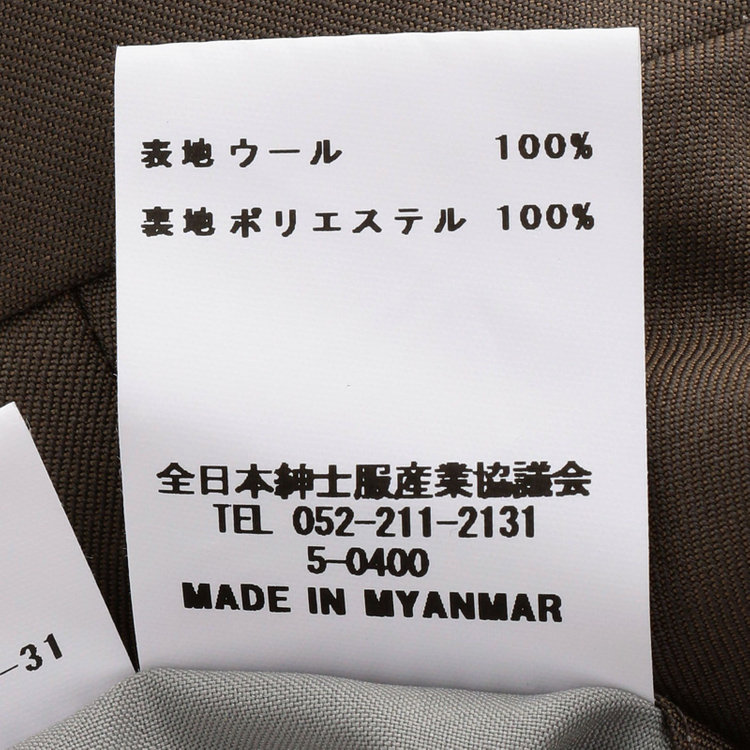 表地 ウール 100%
裏地 ポリエステル 100%
全日本紳士服産業協議会
TEL 052-211-2131
5-0400
MADE IN MYANMAR
-31